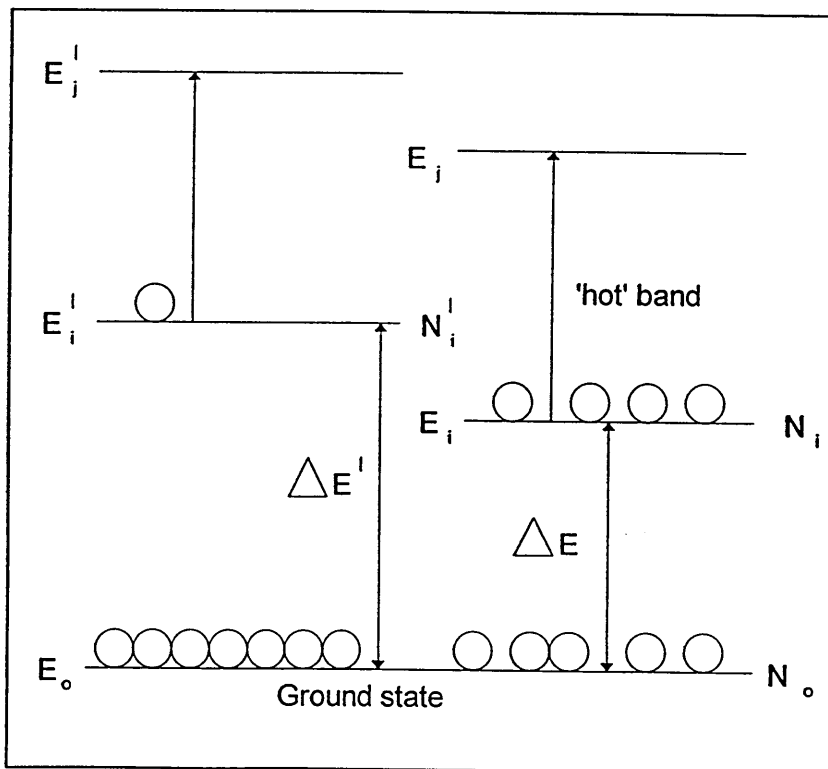 E_j^l
E_j
'hot' band
E_i^l
N_i^l
E_i
N_i
△E^l
△E
E_o
N_o
Ground state